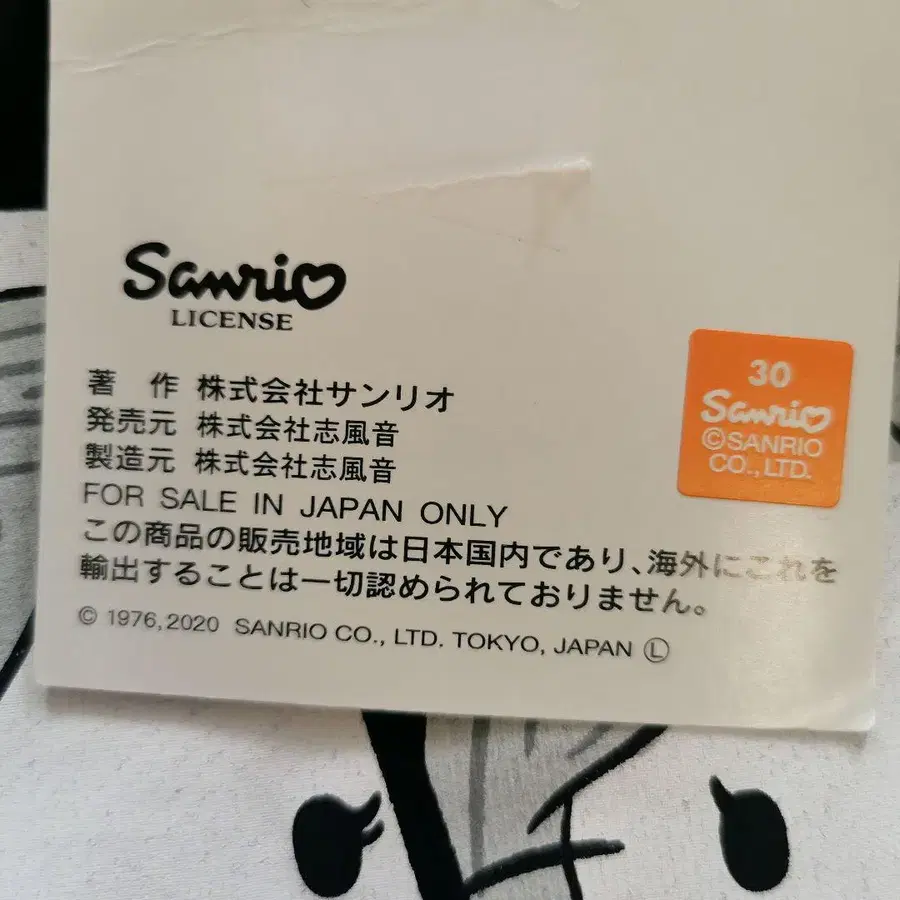 Sanrio
LICENSE
著 作 株式会社サンリオ
発売元 株式会社志風音
製造元 株式会社志風音
FOR SALE IN JAPAN ONLY
この商品の販売地域は日本国内であり、海外にこれを
輸出することは一切認められておりません。
© 1976,2020 SANRIO CO., LTD. TOKYO, JAPAN Ⓛ
30
Sanrio
©SANRIO
CO., LTD.